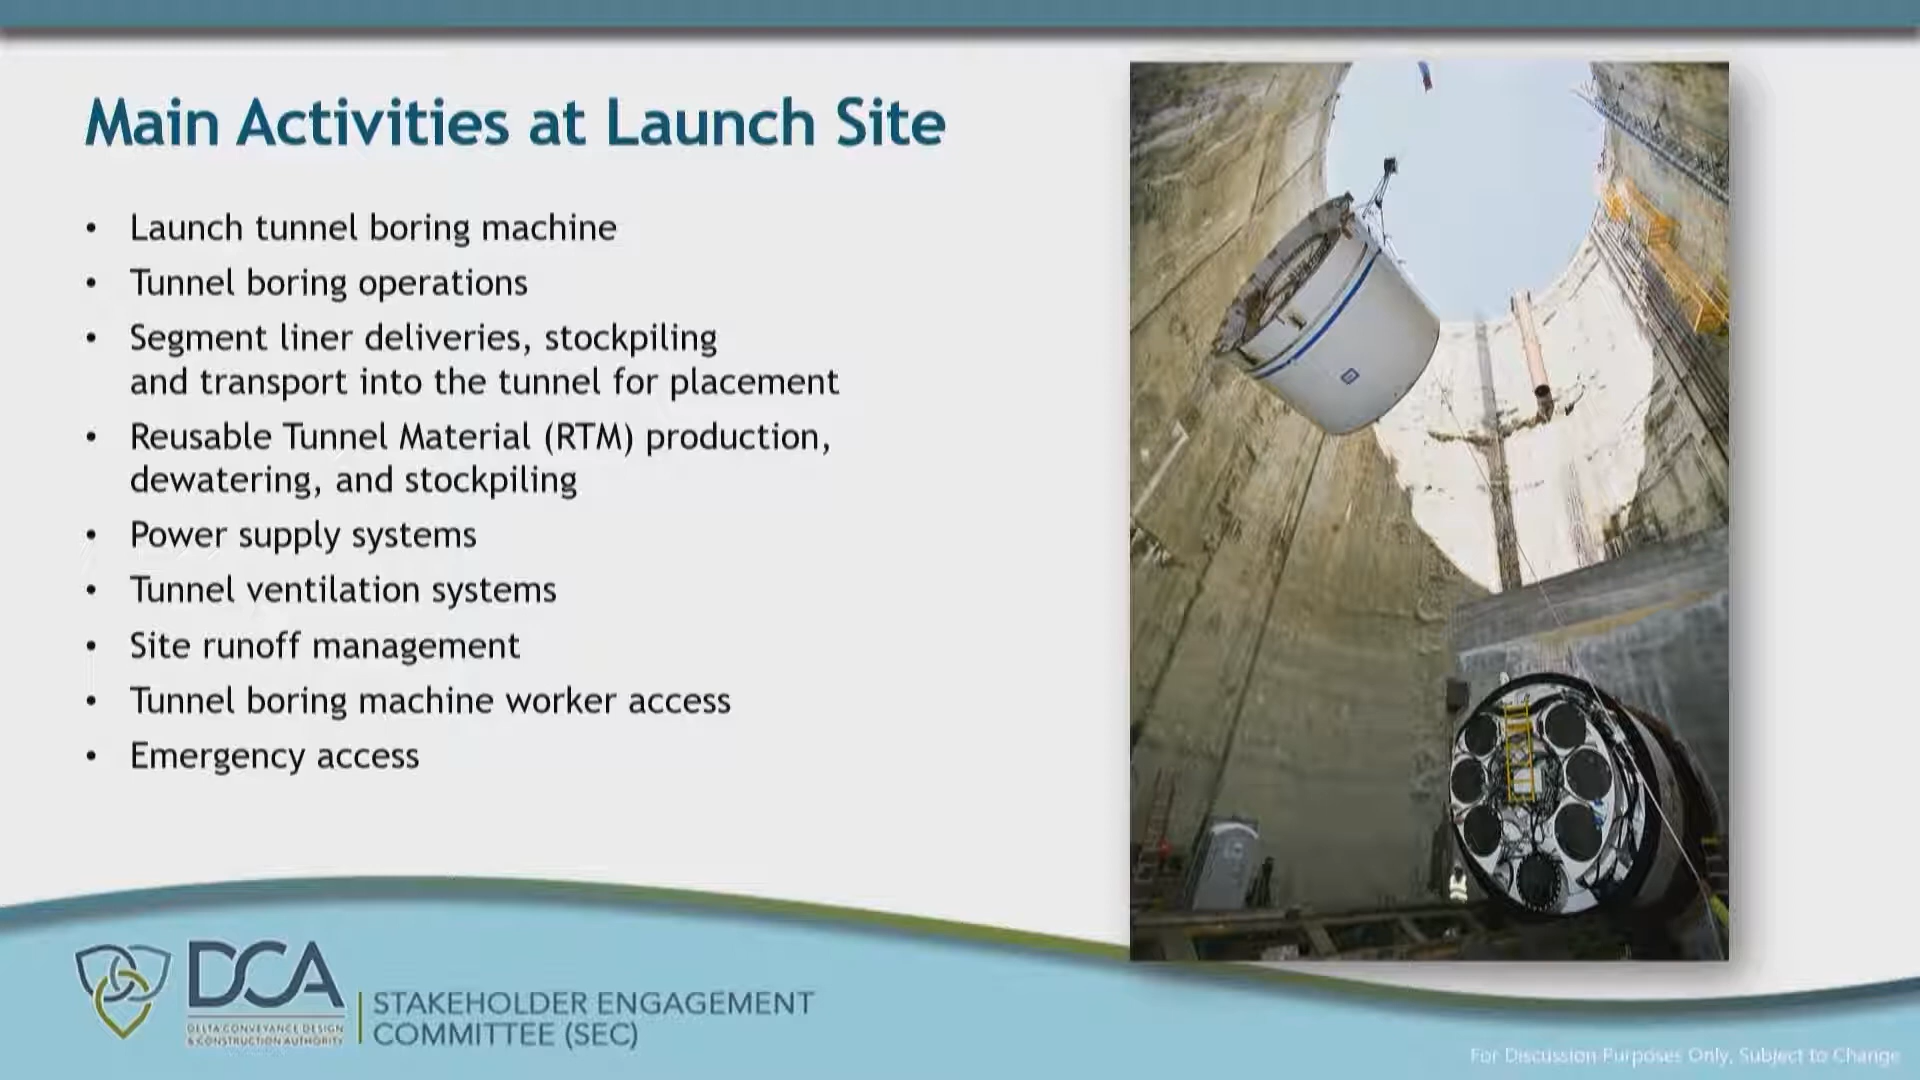 Main Activities at Launch Site
• Launch tunnel boring machine
• Tunnel boring operations
• Segment liner deliveries, stockpiling
and transport into the tunnel for placement
• Reusable Tunnel Material (RTM) production,
dewatering, and stockpiling
• Power supply systems
• Tunnel ventilation systems
• Site runoff management
• Tunnel boring machine worker access
• Emergency access
DCA
DELTA CONVEYANCE DESIGN
& CONSTRUCTION AUTHORITY
STAKEHOLDER ENGAGEMENT
COMMITTEE (SEC)
For Discussion Purposes Only, Subject to Change